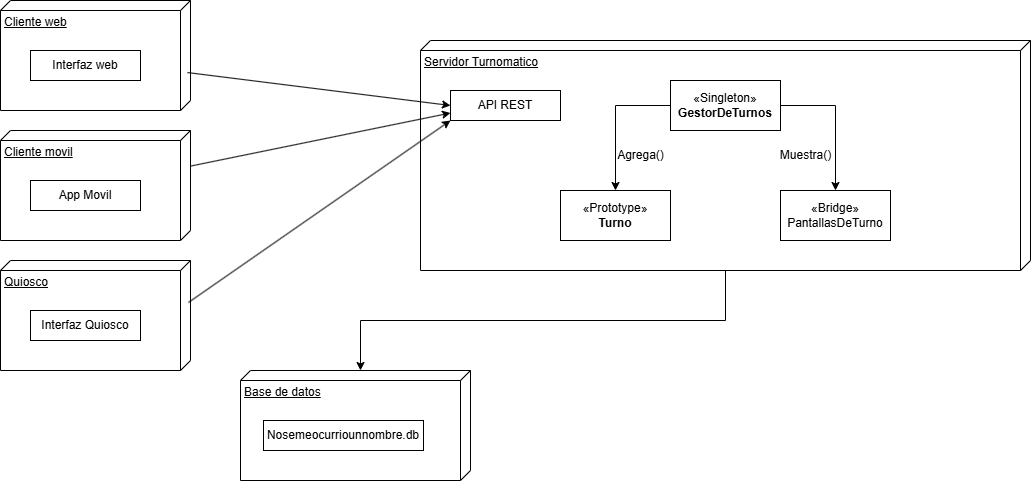 Cliente web
Interfaz web
Cliente movil
App Movil
Quiosco
Interfaz Quiosco
Servidor Turnomatico
API REST
«Singleton»
GestorDeTurnos
Agrega()
Muestra()
«Prototype»
Turno
«Bridge»
PantallasDeTurno
Base de datos
Nosemeocurriounnombre.db